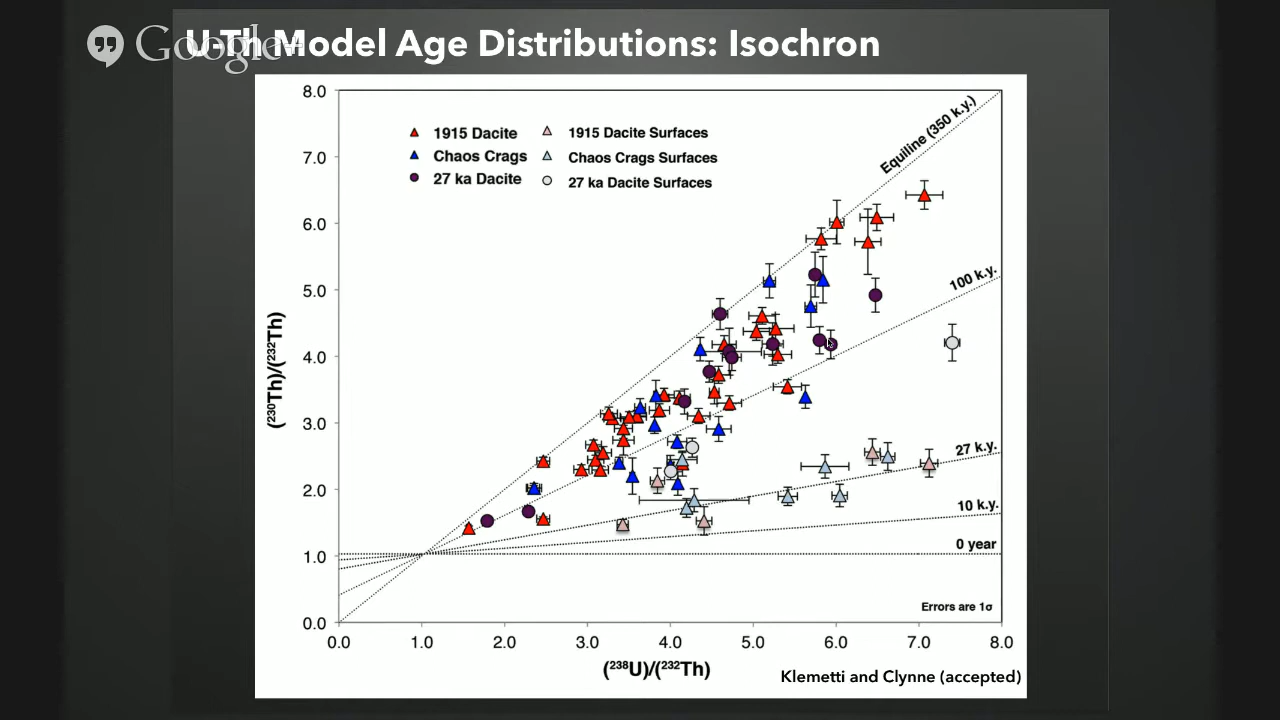 Google+
U-Th Model Age Distributions: Isochron
8.0
7.0
6.0
5.0
4.0
3.0
2.0
1.0
0.0
(²³⁰Th)/(²³²Th)
1915 Dacite
Chaos Crags
27 ka Dacite
1915 Dacite Surfaces
Chaos Crags Surfaces
27 ka Dacite Surfaces
Equiline (350 k.y.)
100 k.y.
27 k.y.
10 k.y.
0 year
Errors are 1σ
0.0 1.0 2.0 3.0 4.0 5.0 6.0 7.0 8.0
(²³⁸U)/(²³²Th)
Klemetti and Clynne (accepted)